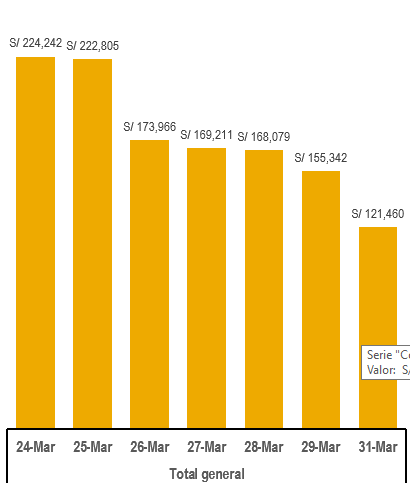 S/ 224,242
S/ 222,805
S/ 173,966
S/ 169,211
S/ 168,079
S/ 155,342
S/ 121,460
Serie "C
Valor: S/
24-Mar 25-Mar 26-Mar 27-Mar 28-Mar 29-Mar 31-Mar
Total general